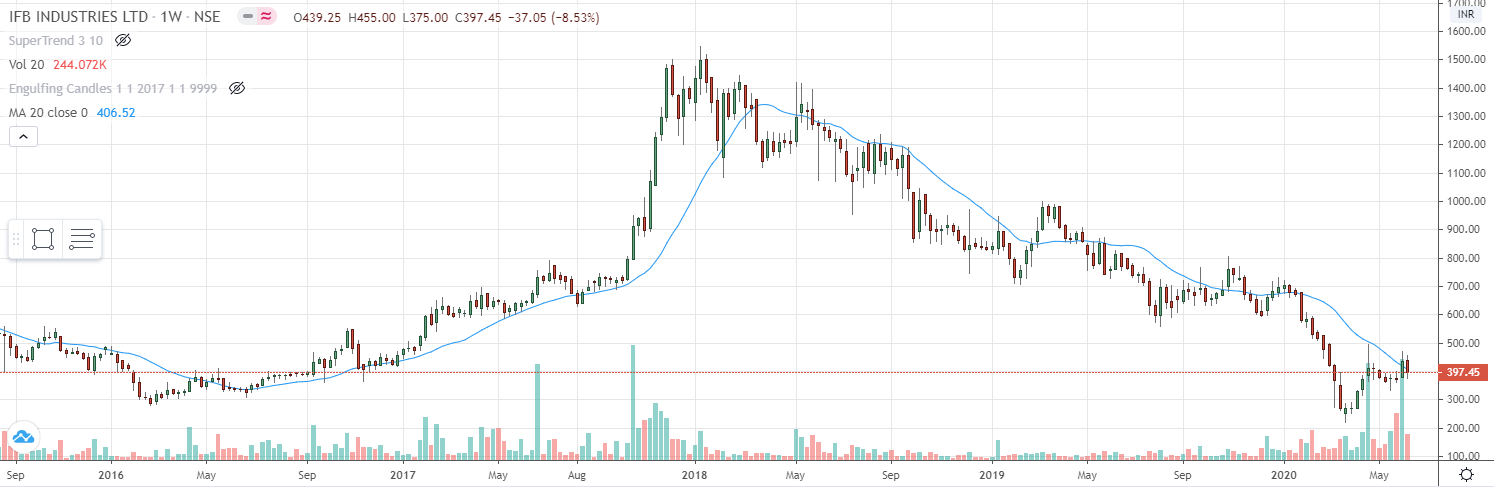 IFB INDUSTRIES LTD · 1W · NSE O439.25 H455.00 L375.00 C397.45 −37.05 (−8.53%)
SuperTrend 3 10
Vol 20 244.072K
Engulfing Candles 1 1 2017 1 1 9999
MA 20 close 0 406.52
1700.00
INR
1600.00
1500.00
1400.00
1300.00
1200.00
1100.00
1000.00
900.00
800.00
700.00
600.00
500.00
397.45
300.00
200.00
100.00
Sep 2016 May Sep 2017 May Aug 2018 May Sep 2019 May Sep 2020 May